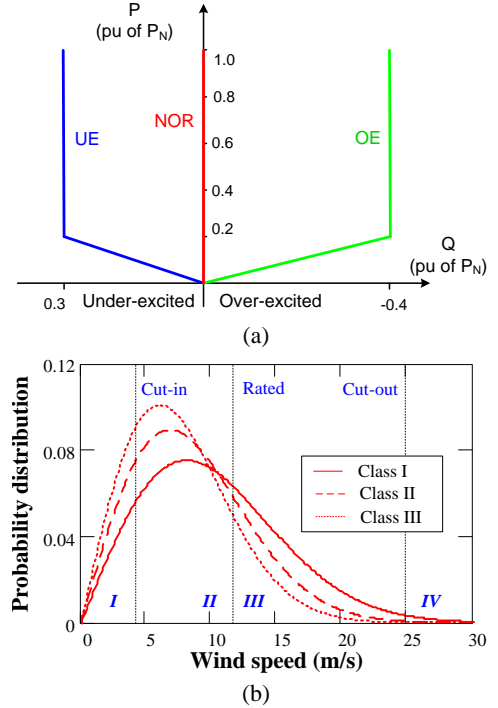 P
(pu of P_N)
1.0
0.8
NOR
UE
OE
0.6
0.4
0.2
Q
(pu of P_N)
Under-excited
Over-excited
0.3
-0.4
(a)
0.12
Cut-in
Rated
Cut-out
0.08
Class I
Class II
Class III
0.04
I
II
III
IV
0
0
5
10
15
20
25
30
Probability distribution
Wind speed (m/s)
(b)